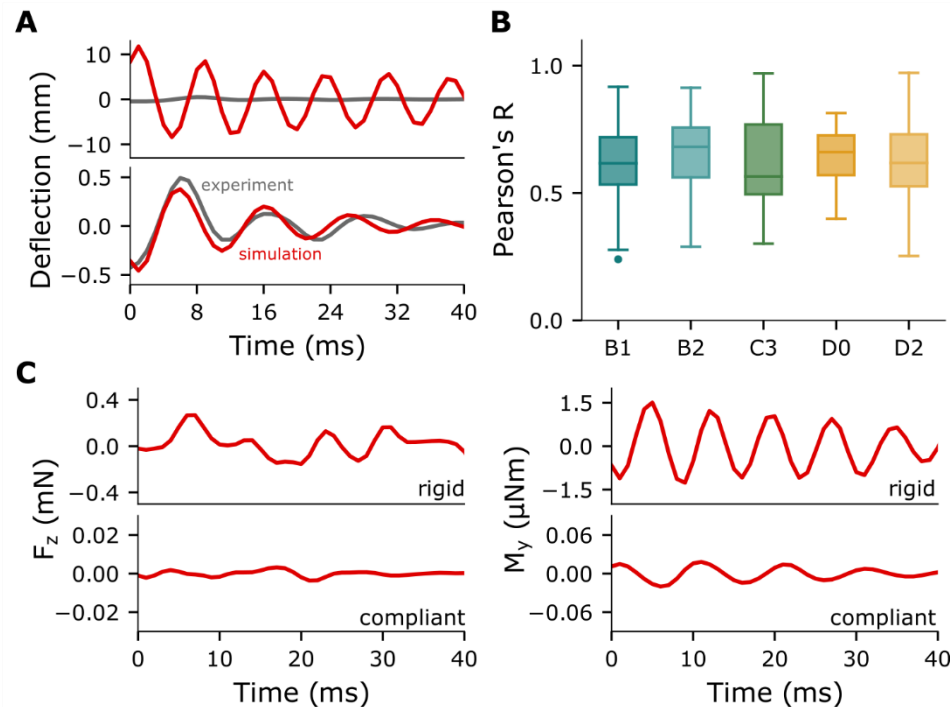 A
Deflection (mm)
10
0
−10
0.5
0.0
−0.5
experiment
simulation
0 8 16 24 32 40
Time (ms)
B
Pearson's R
1.0
0.5
0.0
B1 B2 C3 D0 D2
C
F_z (mN)
0.4
0.0
−0.4
rigid
0.02
0.00
−0.02
compliant
0 10 20 30 40
Time (ms)
M_y (μNm)
1.5
0.0
−1.5
rigid
0.06
0.00
−0.06
compliant
0 10 20 30 40
Time (ms)